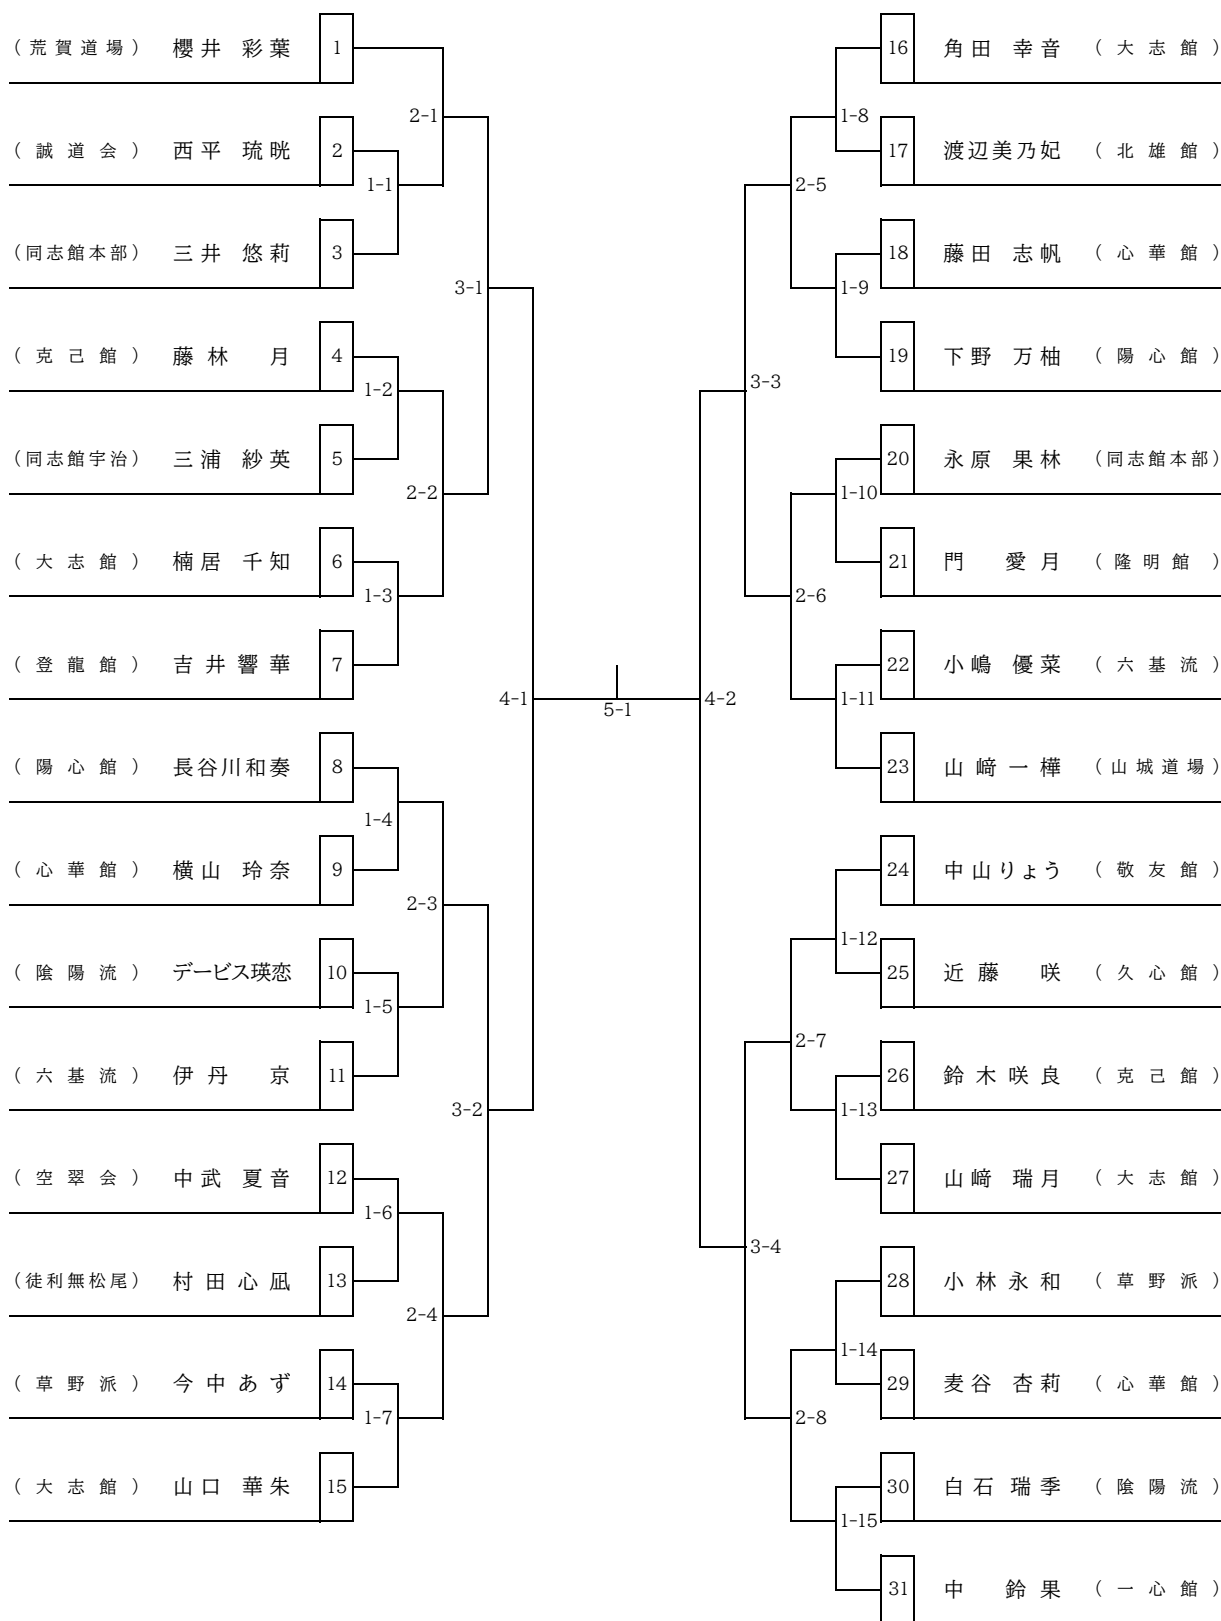 (荒賀道場) 櫻井 彩葉 1
2-1
(誠道会) 西平 琉晄 2
1-1
(同志館本部) 三井 悠莉 3
3-1
(克己館) 藤林 月 4
1-2
(同志館宇治) 三浦 紗英 5
2-2
(大志館) 楠居 千知 6
1-3
(登龍館) 吉井響華 7
4-1
(陽心館) 長谷川和奏 8
1-4
(心華館) 横山 玲奈 9
2-3
(陰陽流) デービス瑛恋 10
1-5
(六基流) 伊丹 京 11
3-2
(空翠会) 中武 夏音 12
1-6
(徒利無松尾) 村田心凪 13
2-4
(草野派) 今中あず 14
1-7
(大志館) 山口 華朱 15
5-1
16 角田 幸音 (大志館)
1-8
17 渡辺美乃妃 (北雄館)
2-5
18 藤田 志帆 (心華館)
1-9
19 下野 万柚 (陽心館)
3-3
20 永原 果林 (同志館本部)
1-10
21 門 愛月 (隆明館)
2-6
22 小嶋 優菜 (六基流)
1-11
23 山﨑一樺 (山城道場)
4-2
24 中山りょう (敬友館)
1-12
25 近藤 咲 (久心館)
2-7
26 鈴木咲良 (克己館)
1-13
27 山﨑 瑞月 (大志館)
3-4
28 小林永和 (草野派)
1-14
29 麦谷 杏莉 (心華館)
2-8
30 白石 瑞季 (陰陽流)
1-15
31 中 鈴果 (一心館)